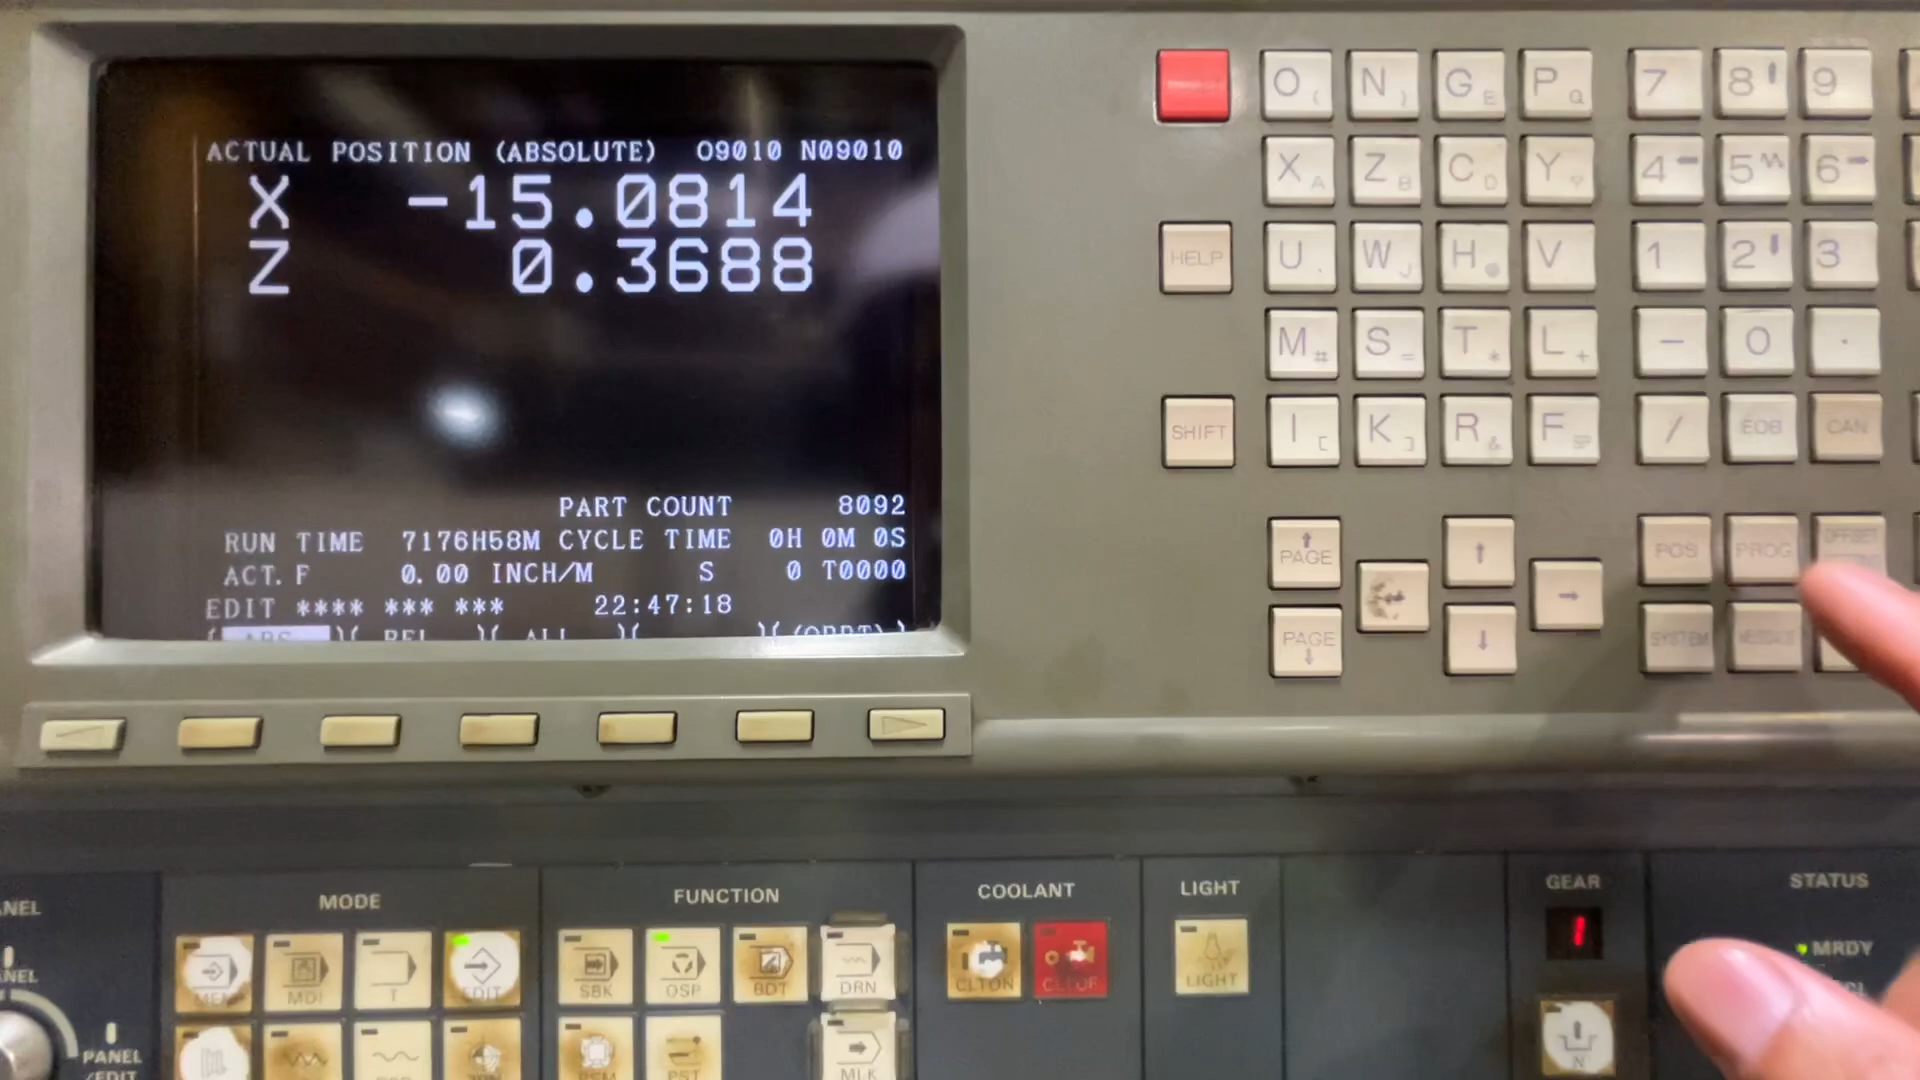 ACTUAL POSITION (ABSOLUTE) O9010 N09010
X -15.0814
Z 0.3688
PART COUNT 8092
RUN TIME 7176H58M CYCLE TIME 0H 0M 0S
ACT.F 0.00 INCH/M S 0 T0000
EDIT **** *** *** 22:47:18
( ABS )( REL )( ALL )( )( (OPRT) )
O ( N ) G E P Q 7 8 9
X A Z B C D Y 4 5 6
HELP U W J H V 1 2 3
M # S = T * L + - 0 .
SHIFT I [ K ] R & F SP / EOB CAN
PAGE POS PROG OFFSET
PAGE SYSTEM MESSAGE
MODE FUNCTION COOLANT LIGHT GEAR STATUS
1
MEM MDI T EDIT SBK OSP BDT DRN CLTON CLTOF LIGHT
MRDY
PANEL
/EDIT
PST MLK
N